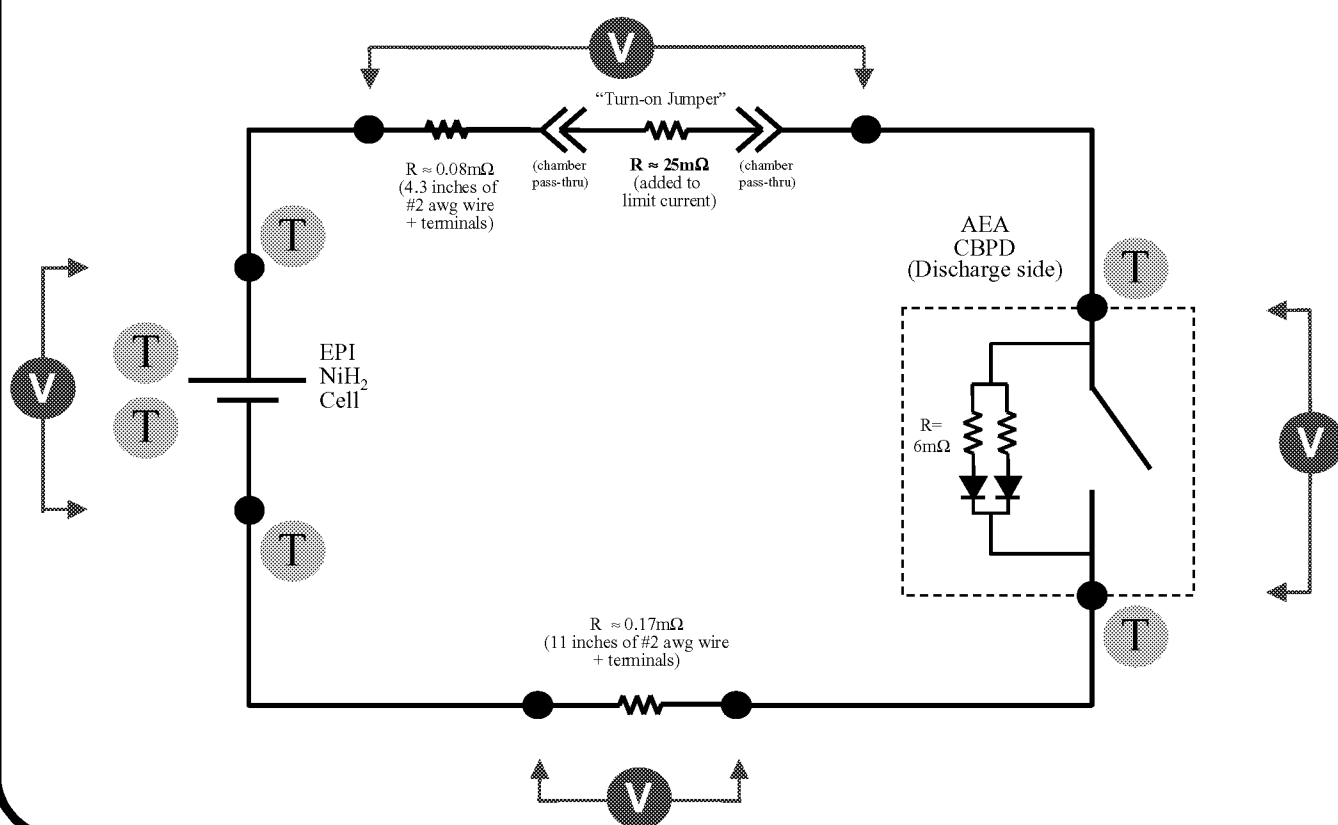 V
“Turn-on Jumper”
R ≈ 0.08mΩ
(4.3 inches of
#2 awg wire
+ terminals)
(chamber
pass-thru)
R ≈ 25mΩ
(added to
limit current)
(chamber
pass-thru)
T
AEA
CBPD
(Discharge side)
T
V
T
T
EPI
NiH₂
Cell
R=
6mΩ
V
T
R ≈ 0.17mΩ
(11 inches of #2 awg wire
+ terminals)
T
V